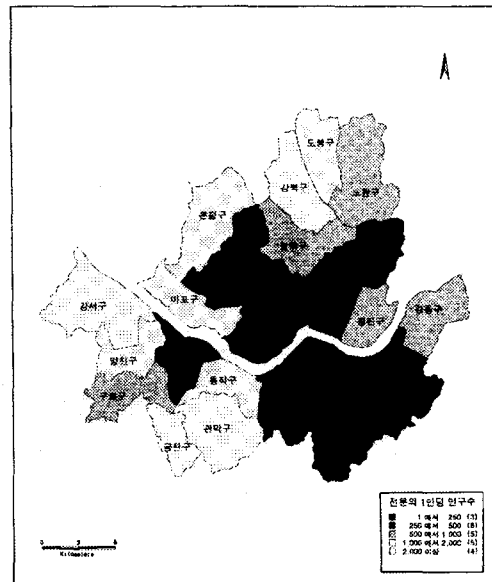 도봉구
강북구
노원구
은평구
성북구
마포구
강서구
광진구
강동구
양천구
동작구
구로구
금천구
관악구
전문의 1인당 인구수
1 에서 250 (3)
250 에서 500 (8)
500 에서 1,000 (5)
1,000 에서 2,000 (5)
2,000 이상 (4)
Kilometers